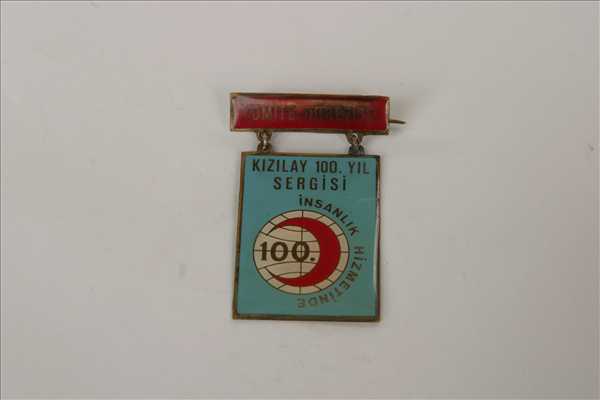 KIZILAY 100. YIL
SERGİSİ
İNSANLIK HİZMETİNDE
100.